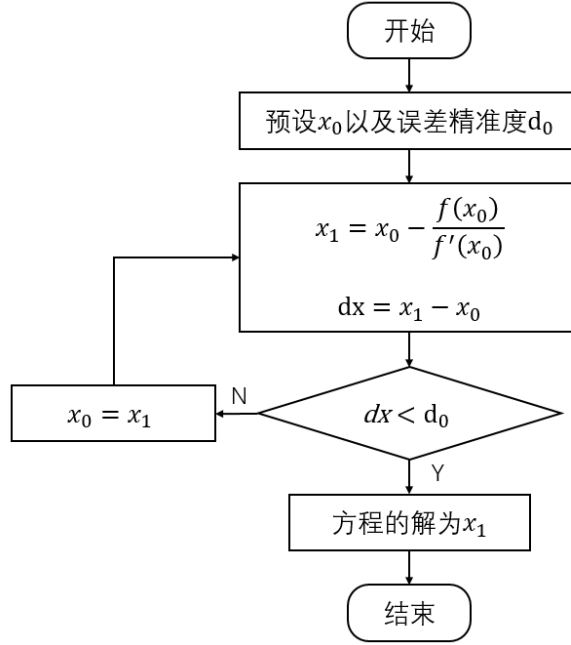 开始
预设x₀以及误差精准度d₀
x₁ = x₀ − f(x₀)/f′(x₀)
dx = x₁ − x₀
N
x₀ = x₁
dx < d₀
Y
方程的解为x₁
结束